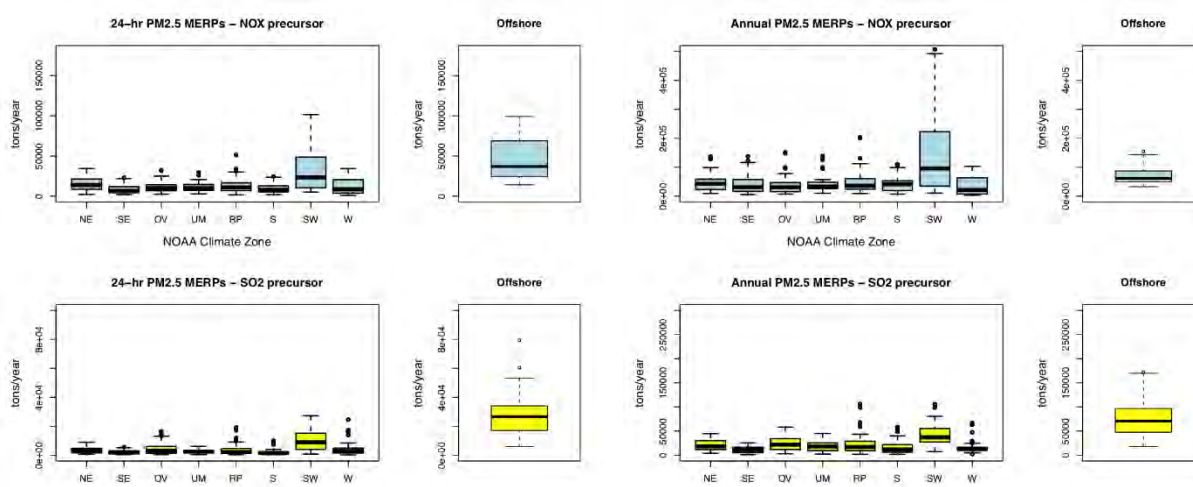 24-hr PM2.5 MERPs - NOX precursor
Offshore
tons/year
0 50000 100000 150000
tons/year
0 50000 100000 150000
NE SE OV UM RP S SW W
NOAA Climate Zone
Annual PM2.5 MERPs - NOX precursor
Offshore
tons/year
0e+00 2e+05 4e+05
tons/year
0e+00 2e+05 4e+05
NE SE OV UM RP S SW W
NOAA Climate Zone
24-hr PM2.5 MERPs - SO2 precursor
Offshore
tons/year
0e+00 4e+04 8e+04
tons/year
0e+00 4e+04 8e+04
NE SE OV UM RP S SW W
Annual PM2.5 MERPs - SO2 precursor
Offshore
tons/year
0 50000 150000 250000
tons/year
0 50000 150000 250000
NE SE OV UM RP S SW W